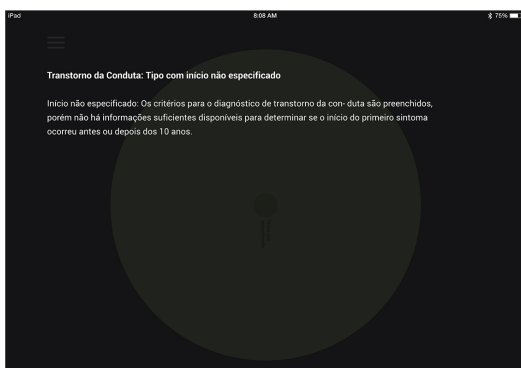 iPad
8:08 AM
75%
Transtorno da Conduta: Tipo com início não especificado
Início não especificado: Os critérios para o diagnóstico de transtorno da con- duta são preenchidos,
porém não há informações suficientes disponíveis para determinar se o início do primeiro sintoma
ocorreu antes ou depois dos 10 anos.